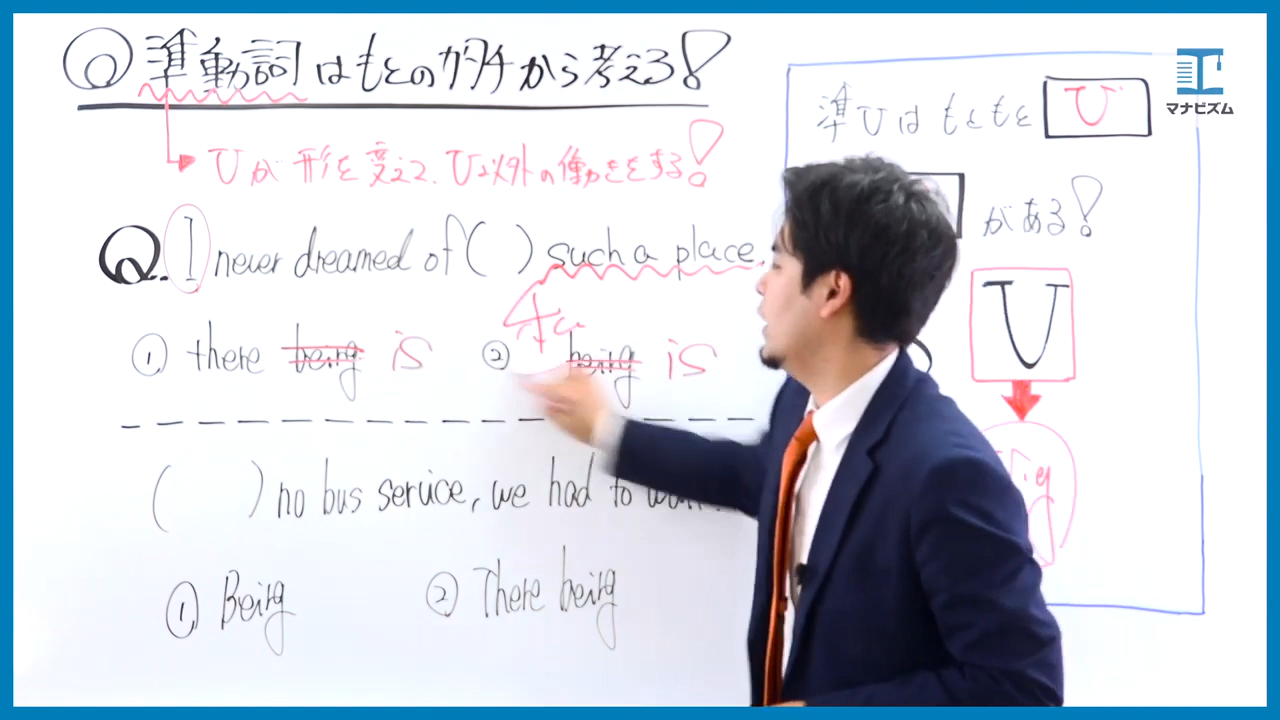 ◎準動詞はもとのカタチから考える!
Vが形を変えて、V以外の働きをする!
Q. I never dreamed of ( ) such a place.
① there being is ② being is
( ) no bus service, we had to
① Being ② There being
マナビズム
準Vはもともと V
がある!
V